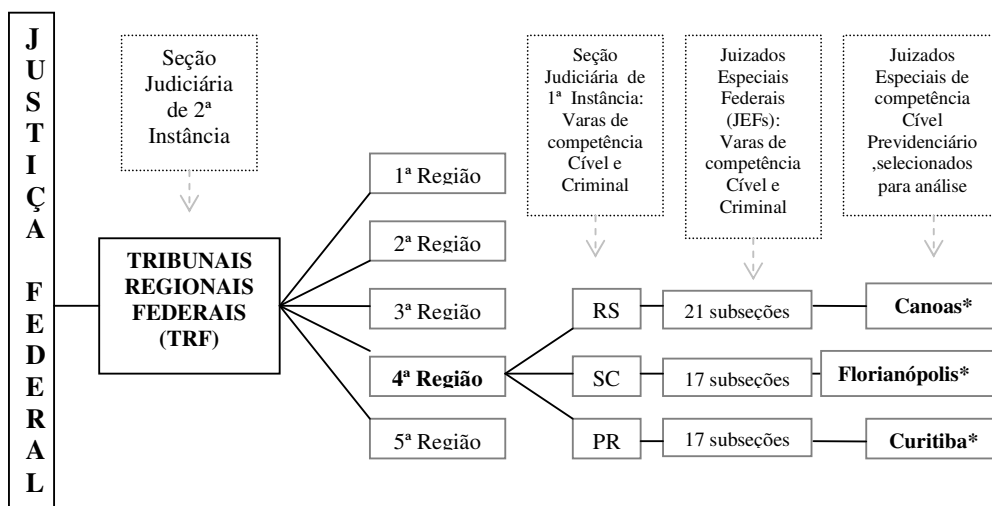 JUSTIÇA FEDERAL
Seção
Judiciária
de 2ª
Instância
TRIBUNAIS
REGIONAIS
FEDERAIS
(TRF)
1ª Região
2ª Região
3ª Região
4ª Região
5ª Região
Seção
Judiciária de
1ª Instância:
Varas de
competência
Cível e
Criminal
RS
SC
PR
Juizados
Especiais
Federais
(JEFs):
Varas de
competência
Cível e
Criminal
21 subseções
17 subseções
17 subseções
Juizados
Especiais de
competência
Cível
Previdenciário
,selecionados
para análise
Canoas*
Florianópolis*
Curitiba*